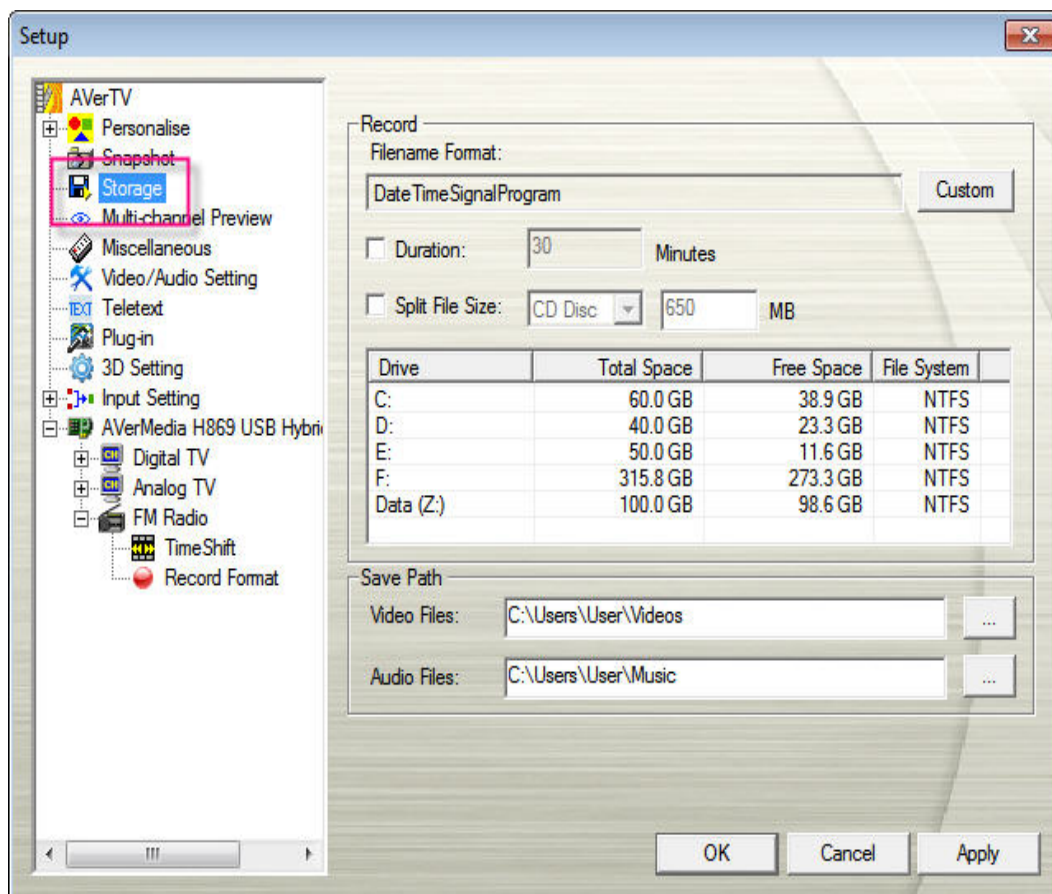 Setup
AVerTV
Personalise
Snapshot
Storage
Multi-channel Preview
Miscellaneous
Video/Audio Setting
TEXT Teletext
Plug-in
3D Setting
Input Setting
AVerMedia H869 USB Hybri
CH Digital TV
CH Analog TV
FM Radio
TimeShift
Record Format
Record
Filename Format:
DateTimeSignalProgram Custom
Duration: 30 Minutes
Split File Size: CD Disc 650 MB
Drive Total Space Free Space File System
C: 60.0 GB 38.9 GB NTFS
D: 40.0 GB 23.3 GB NTFS
E: 50.0 GB 11.6 GB NTFS
F: 315.8 GB 273.3 GB NTFS
Data (Z:) 100.0 GB 98.6 GB NTFS
Save Path
Video Files: C:\Users\User\Videos ...
Audio Files: C:\Users\User\Music ...
OK Cancel Apply